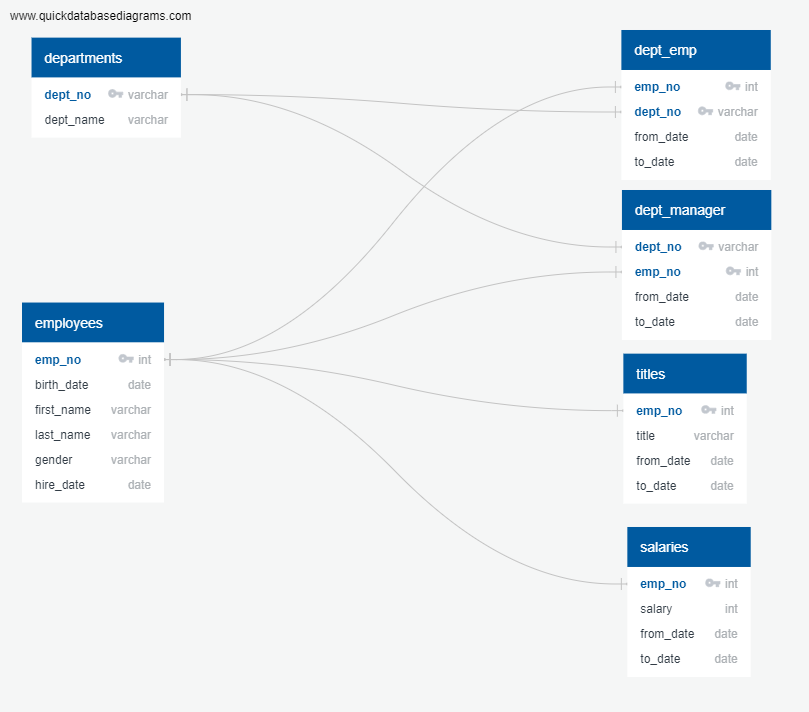 www.quickdatabasediagrams.com
departments
dept_no varchar
dept_name varchar
employees
emp_no int
birth_date date
first_name varchar
last_name varchar
gender varchar
hire_date date
dept_emp
emp_no int
dept_no varchar
from_date date
to_date date
dept_manager
dept_no varchar
emp_no int
from_date date
to_date date
titles
emp_no int
title varchar
from_date date
to_date date
salaries
emp_no int
salary int
from_date date
to_date date